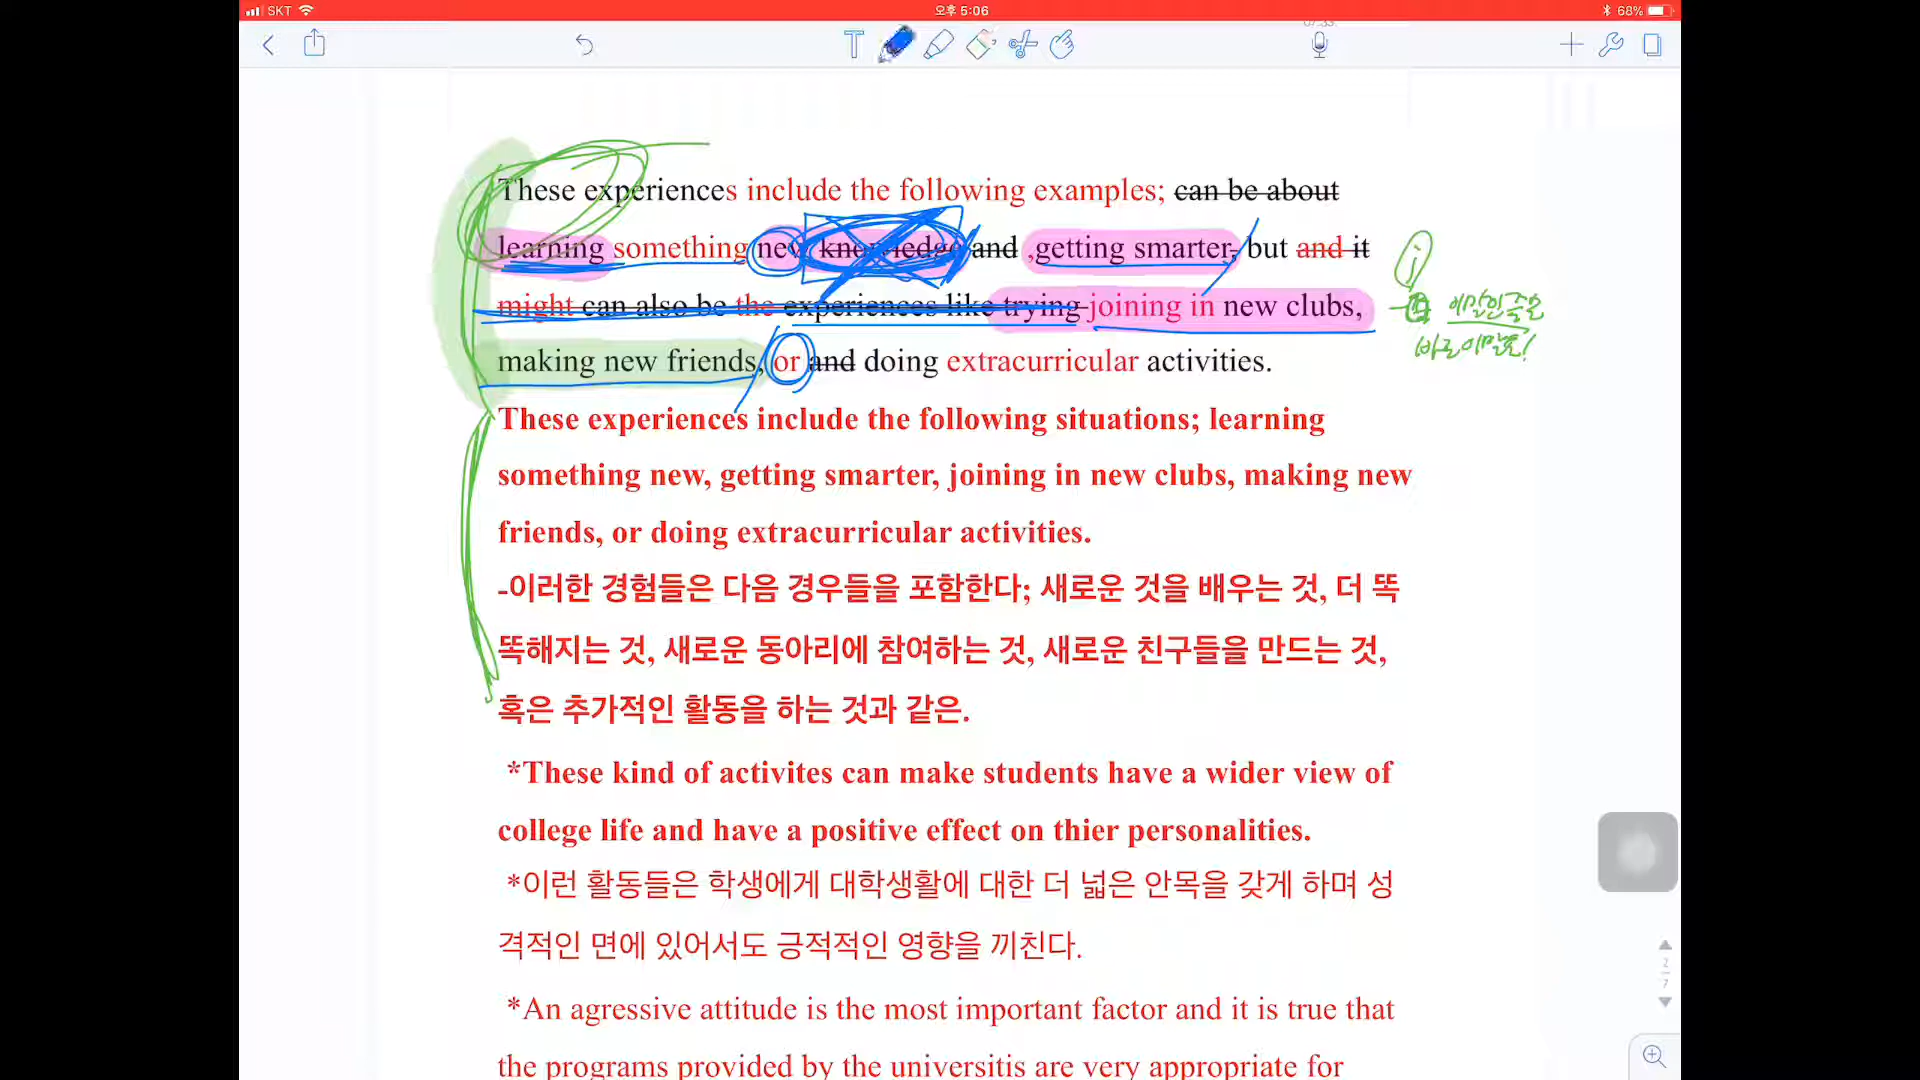 SKT
오후 5:06
68%
These experiences include the following examples; can be about
learning something new knowledge and ,getting smarter, but and it
might can also be the experiences like trying joining in new clubs,
making new friends, or and doing extracurricular activities.
These experiences include the following situations; learning
something new, getting smarter, joining in new clubs, making new
friends, or doing extracurricular activities.
-이러한 경험들은 다음 경우들을 포함한다; 새로운 것을 배우는 것, 더 똑
똑해지는 것, 새로운 동아리에 참여하는 것, 새로운 친구들을 만드는 것,
혹은 추가적인 활동을 하는 것과 같은.
*These kind of activites can make students have a wider view of
college life and have a positive effect on thier personalities.
*이런 활동들은 학생에게 대학생활에 대한 더 넓은 안목을 갖게 하며 성
격적인 면에 있어서도 긍적적인 영향을 끼친다.
*An agressive attitude is the most important factor and it is true that
the programs provided by the universitis are very appropriate for
2
7